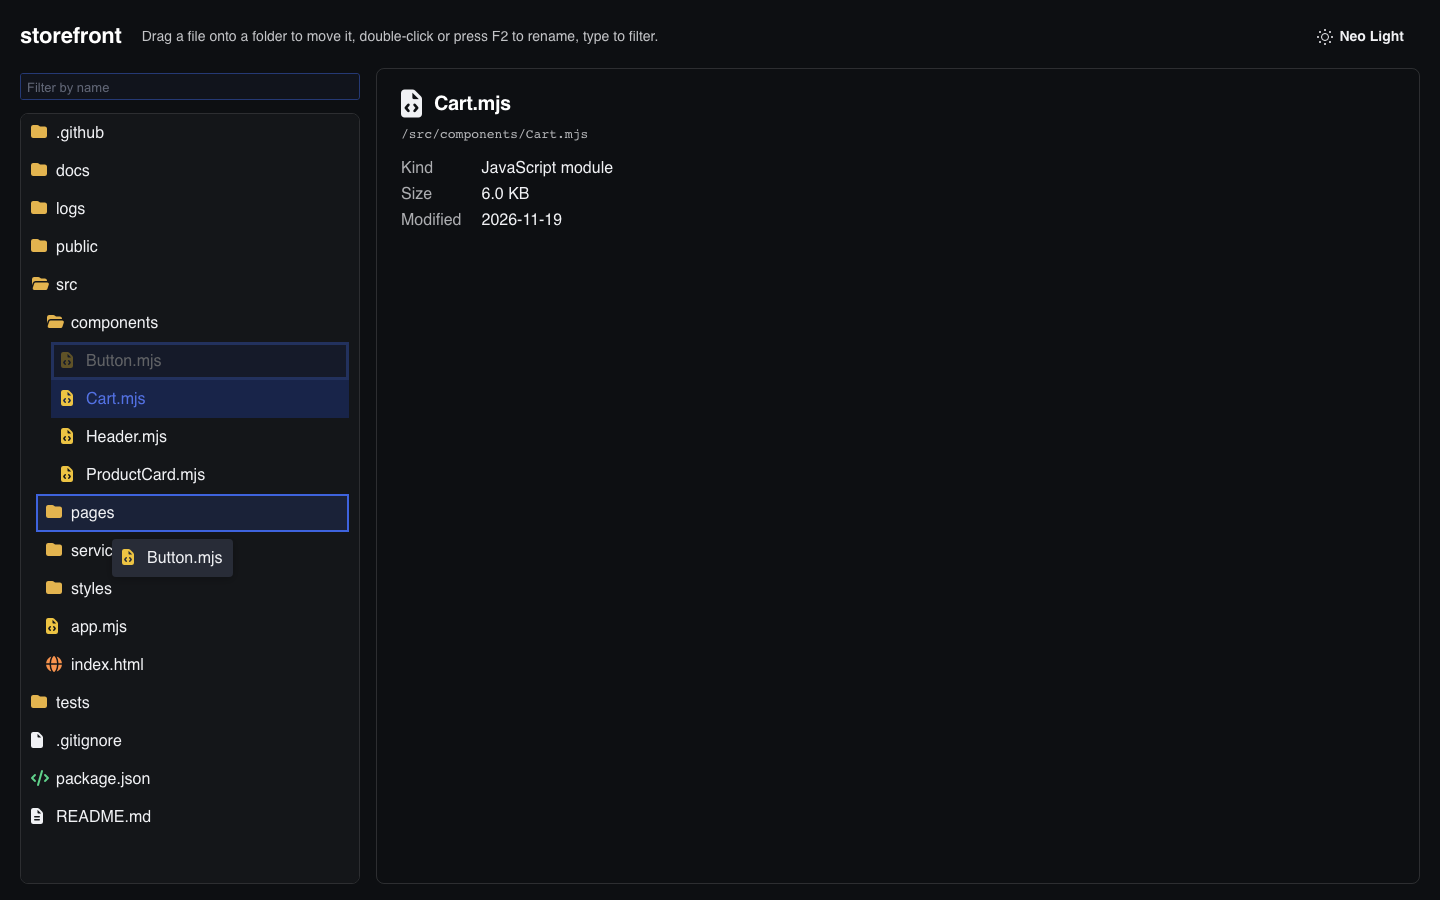 storefront
Drag a file onto a folder to move it, double-click or press F2 to rename, type to filter.
Neo Light
Filter by name
.github
docs
logs
public
src
components
Button.mjs
Cart.mjs
Header.mjs
ProductCard.mjs
pages
servic
Button.mjs
styles
app.mjs
index.html
tests
.gitignore
package.json
README.md
Cart.mjs
/src/components/Cart.mjs
Kind JavaScript module
Size 6.0 KB
Modified 2026-11-19